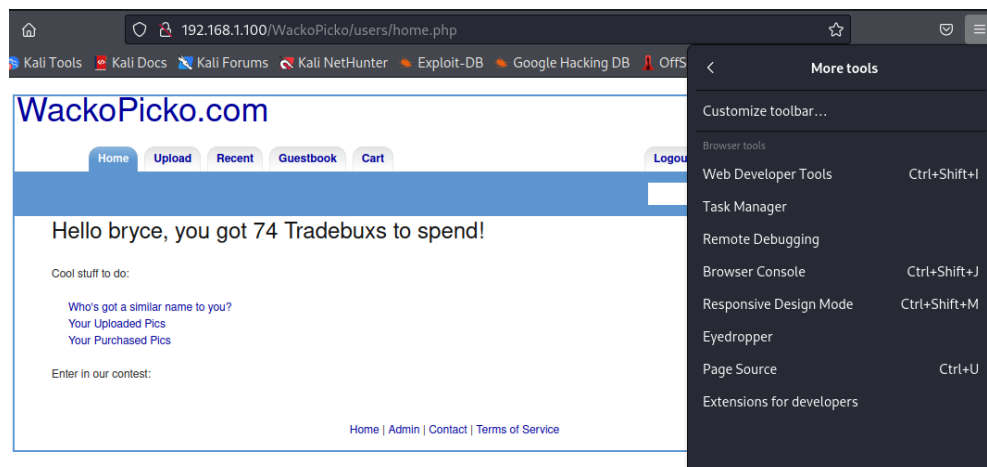 192.168.1.100/WackoPicko/users/home.php
Kali Tools Kali Docs Kali Forums Kali NetHunter Exploit-DB Google Hacking DB OffS
WackoPicko.com
Home Upload Recent Guestbook Cart Logou
Hello bryce, you got 74 Tradebuxs to spend!
Cool stuff to do:
Who's got a similar name to you?
Your Uploaded Pics
Your Purchased Pics
Enter in our contest:
Home | Admin | Contact | Terms of Service
More tools
Customize toolbar...
Browser tools
Web Developer Tools Ctrl+Shift+I
Task Manager
Remote Debugging
Browser Console Ctrl+Shift+J
Responsive Design Mode Ctrl+Shift+M
Eyedropper
Page Source Ctrl+U
Extensions for developers